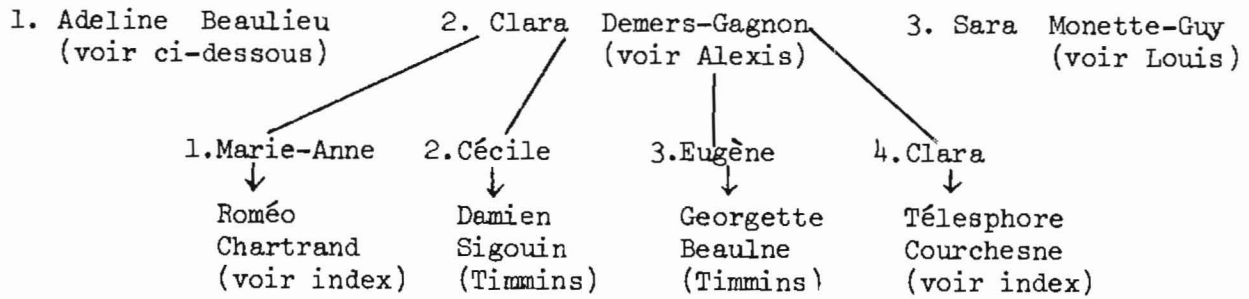 1. Adeline Beaulieu 2. Clara Demers-Gagnon 3. Sara Monette-Guy
(voir ci-dessous) (voir Alexis) (voir Louis)
1.Marie-Anne 2.Cécile 3.Eugène 4.Clara
Roméo Damien Georgette Télesphore
Chartrand Sigouin Beaulne Courchesne
(voir index) (Timmins) (Timmins) (voir index)